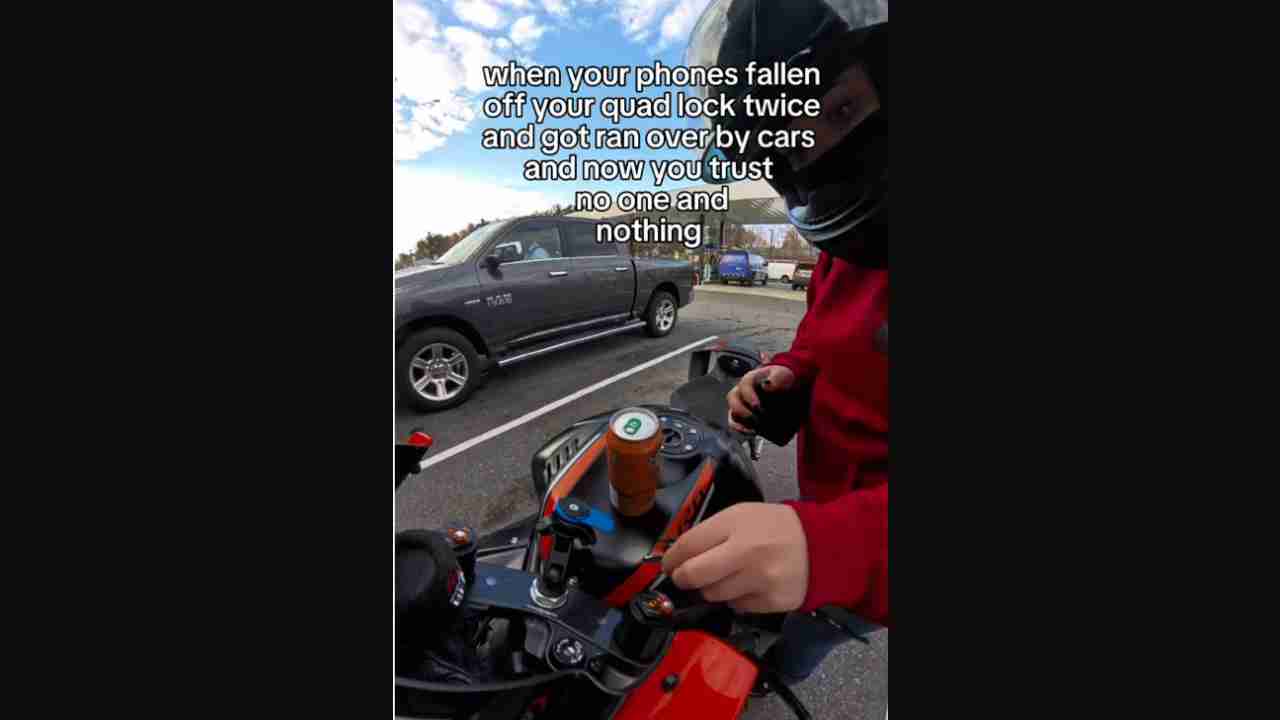 when your phones fallen
off your quad lock twice
and got ran over by cars
and now you trust
no one and
nothing
RAM